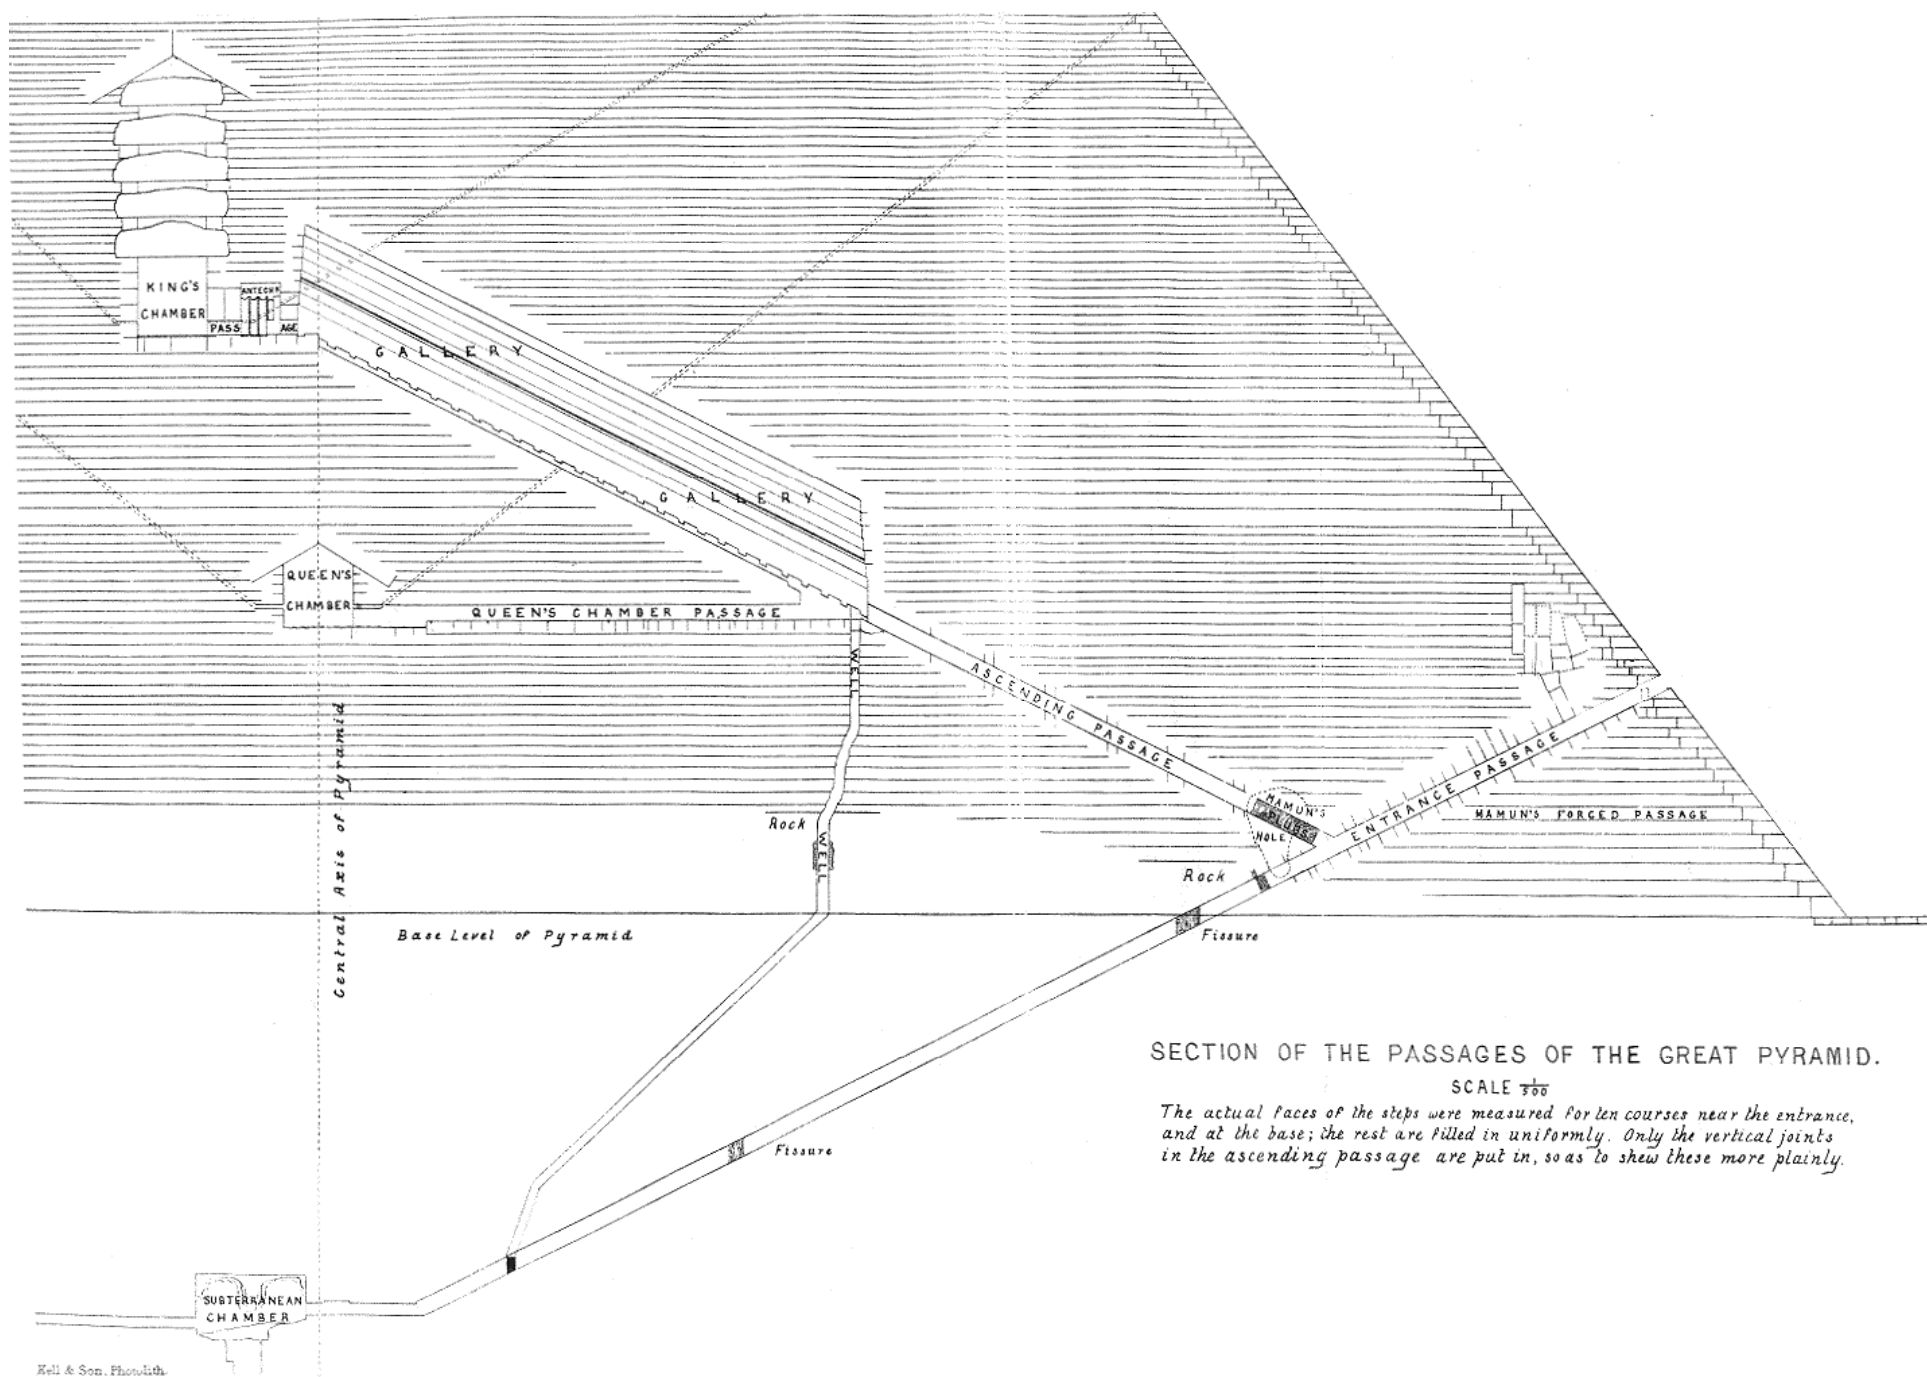 KING'S
CHAMBER
ANTECHR
PASS
AGE
GALLERY
GALLERY
QUEEN'S
CHAMBER
QUEEN'S CHAMBER PASSAGE
WELL
ASCENDING PASSAGE
ENTRANCE PASSAGE
MAMUN'S
PLUGS
HOLE
MAMUN'S FORCED PASSAGE
Rock
WELL
Rock
Central Axis of Pyramid
Base Level of Pyramid
Fissure
Fissure
SUBTERRANEAN
CHAMBER
SECTION OF THE PASSAGES OF THE GREAT PYRAMID.
SCALE 1/500
The actual faces of the steps were measured for ten courses near the entrance,
and at the base; the rest are filled in uniformly. Only the vertical joints
in the ascending passage are put in, so as to shew these more plainly.
Kell & Son. Photolith.